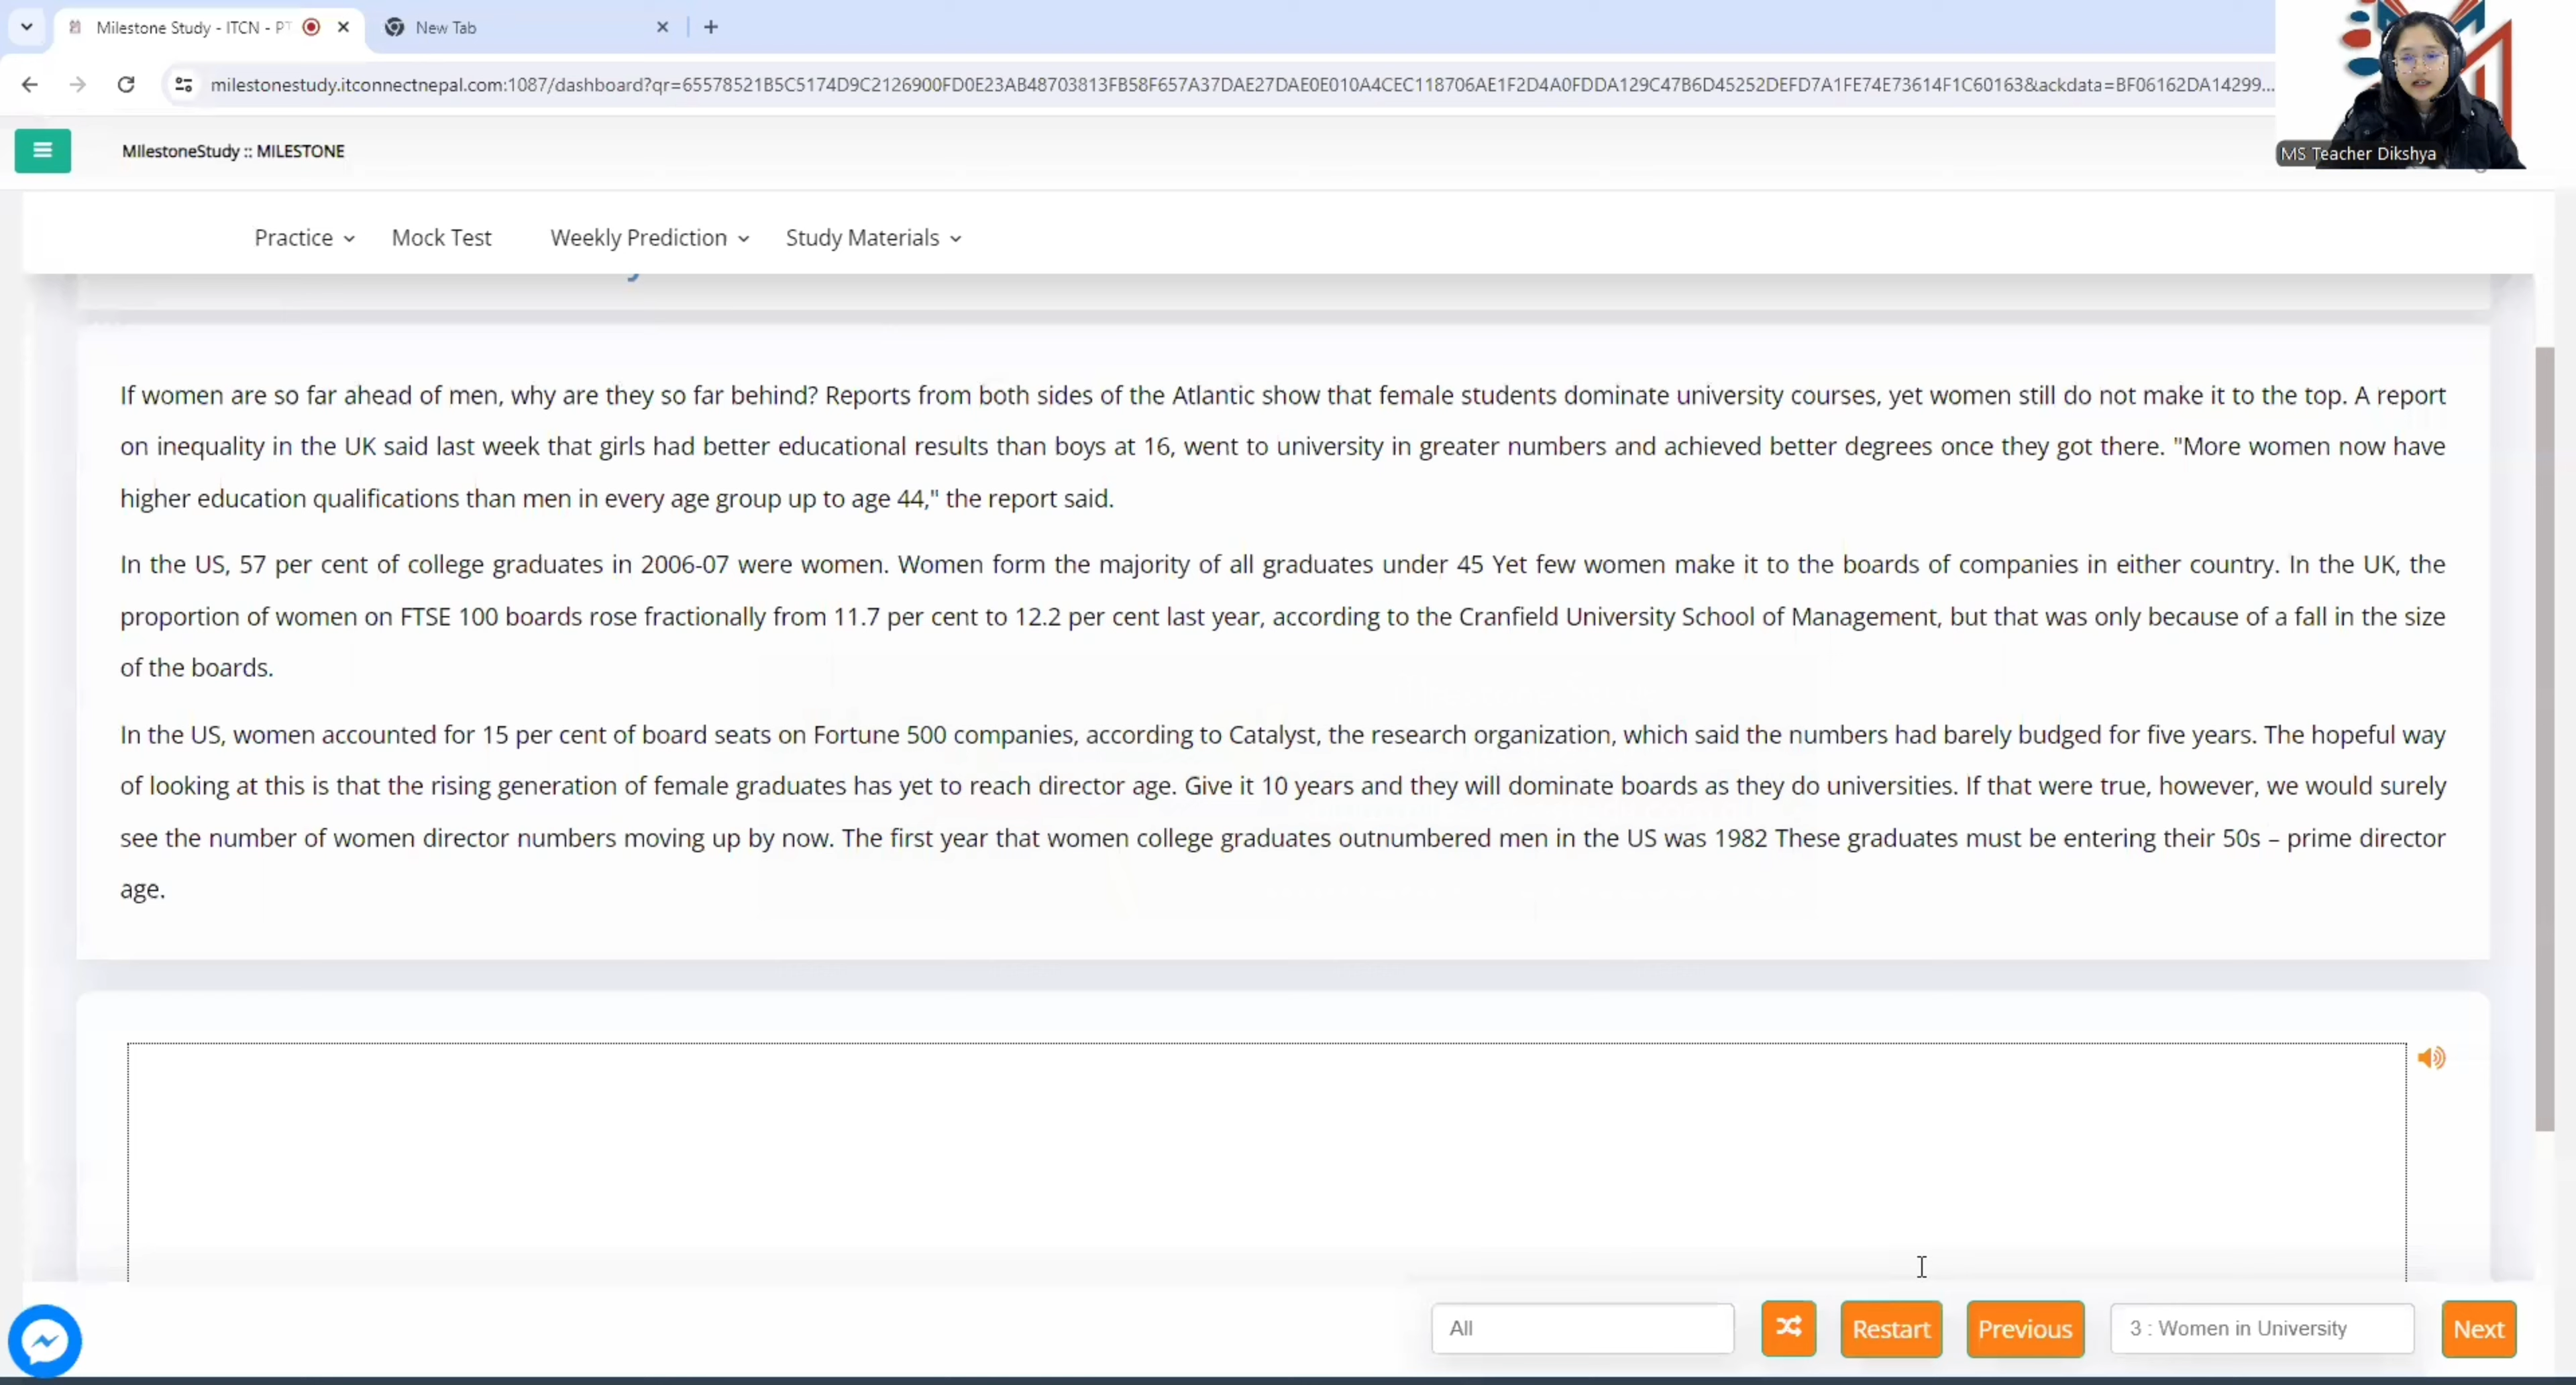 Milestone Study - ITCN - PT
New Tab
milestonestudy.itconnectnepal.com:1087/dashboard?qr=65578521B5C5174D9C2126900FD0E23AB48703813FB58F657A37DAE27DAE0E010A4CEC118706AE1F2D4A0FDDA129C47B6D45252DEFD7A1FE74E73614F1C60163&ackdata=BF06162DA14299...
MIlestoneStudy :: MILESTONE
MS Teacher Dikshya
Practice Mock Test Weekly Prediction Study Materials
If women are so far ahead of men, why are they so far behind? Reports from both sides of the Atlantic show that female students dominate university courses, yet women still do not make it to the top. A report
on inequality in the UK said last week that girls had better educational results than boys at 16, went to university in greater numbers and achieved better degrees once they got there. "More women now have
higher education qualifications than men in every age group up to age 44," the report said.
In the US, 57 per cent of college graduates in 2006-07 were women. Women form the majority of all graduates under 45 Yet few women make it to the boards of companies in either country. In the UK, the
proportion of women on FTSE 100 boards rose fractionally from 11.7 per cent to 12.2 per cent last year, according to the Cranfield University School of Management, but that was only because of a fall in the size
of the boards.
In the US, women accounted for 15 per cent of board seats on Fortune 500 companies, according to Catalyst, the research organization, which said the numbers had barely budged for five years. The hopeful way
of looking at this is that the rising generation of female graduates has yet to reach director age. Give it 10 years and they will dominate boards as they do universities. If that were true, however, we would surely
see the number of women director numbers moving up by now. The first year that women college graduates outnumbered men in the US was 1982 These graduates must be entering their 50s – prime director
age.
All Restart Previous 3 : Women in University Next